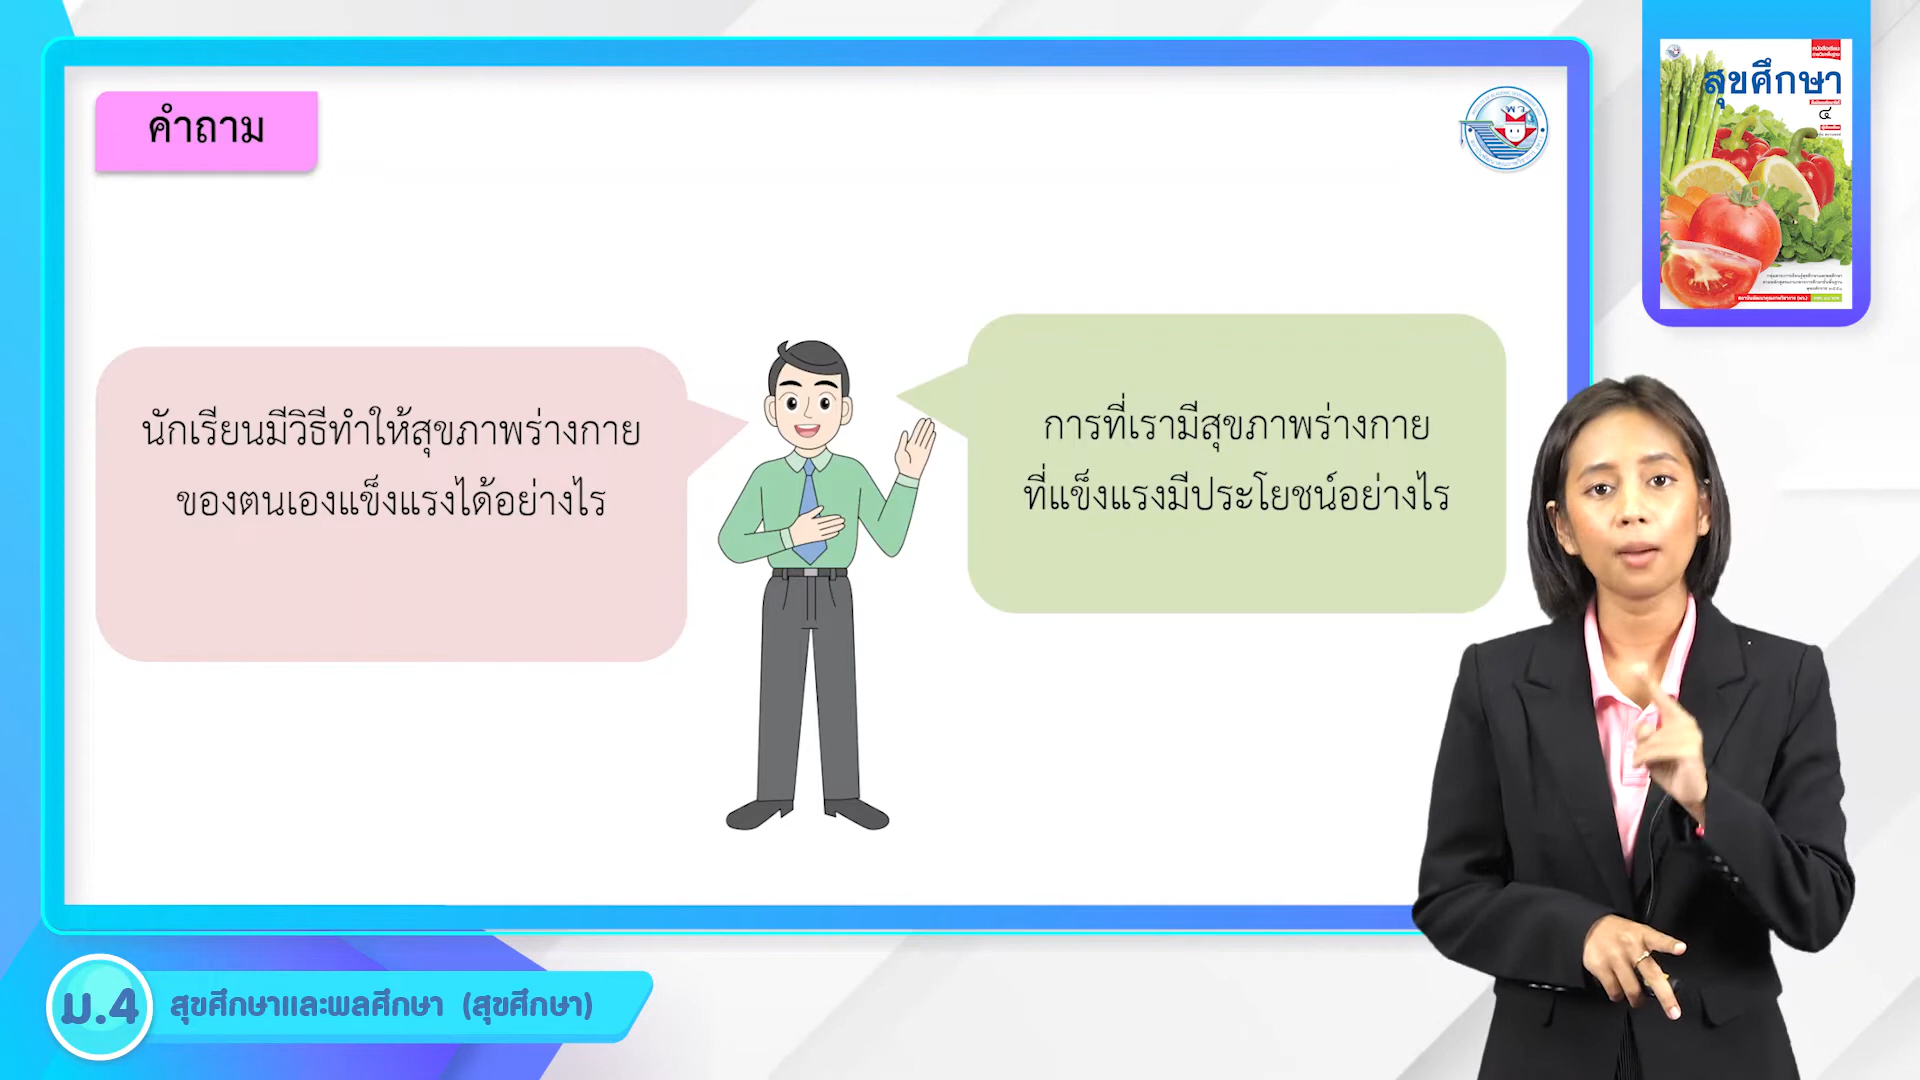 คำถาม
นักเรียนมีวิธีทำให้สุขภาพร่างกาย
ของตนเองแข็งแรงได้อย่างไร
การที่เรามีสุขภาพร่างกาย
ที่แข็งแรงมีประโยชน์อย่างไร
สุขศึกษา
๔
พว
ม.4
สุขศึกษาและพลศึกษา (สุขศึกษา)